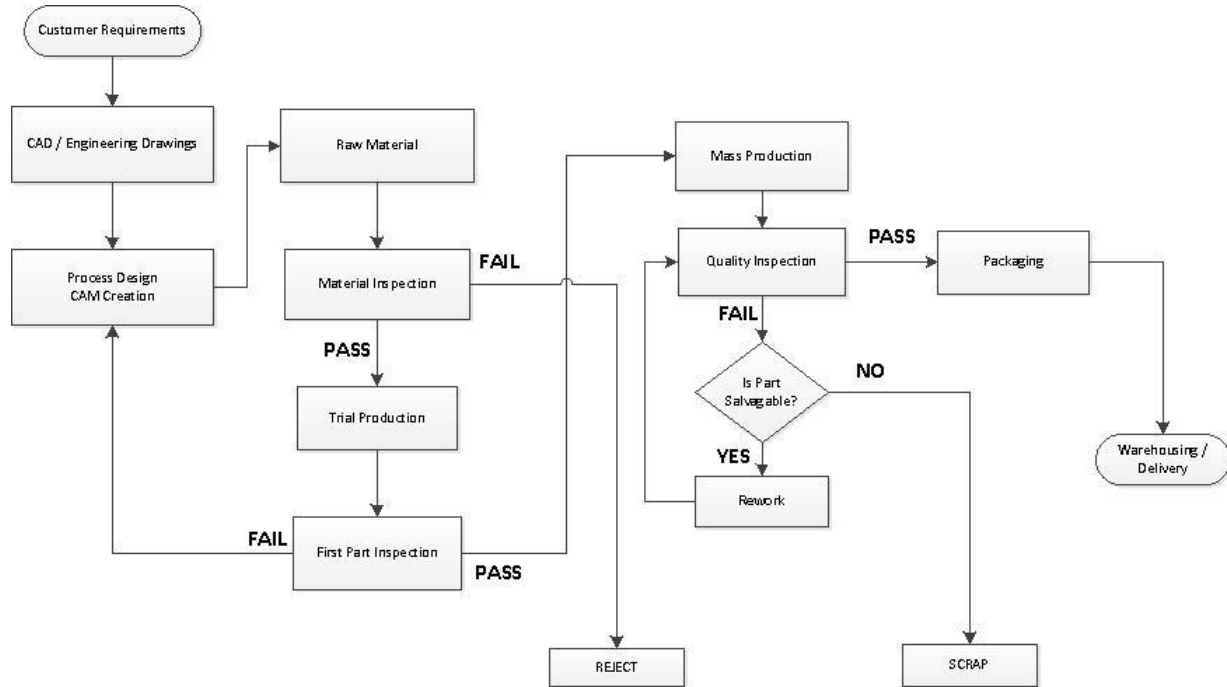 Customer Requirements
CAD / Engineering Drawings
Process Design
CAM Creation
Raw Material
Material Inspection
FAIL
PASS
Trial Production
First Part Inspection
FAIL
PASS
REJECT
Mass Production
Quality Inspection
PASS
FAIL
Packaging
Is Part
Salvagable?
NO
YES
Rework
SCRAP
Warehousing /
Delivery